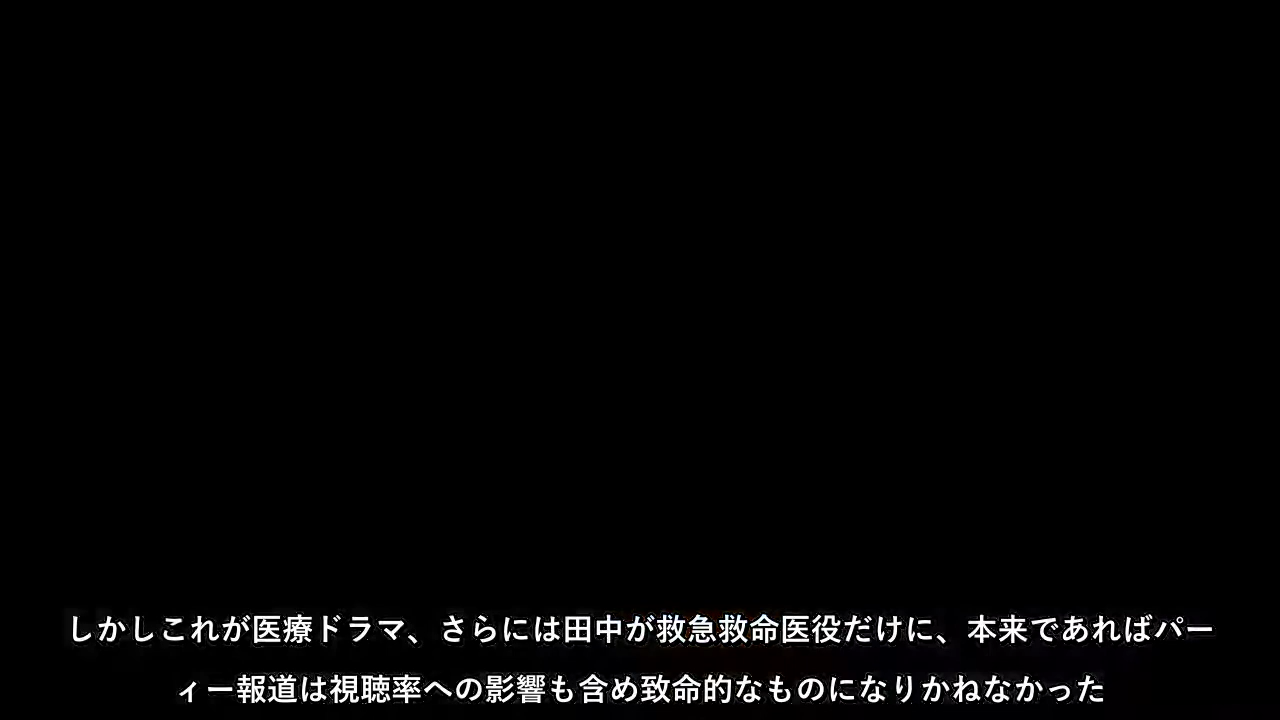 しかしこれが医療ドラマ、さらには田中が救急救命医役だけに、本来であればパー
ィー報道は視聴率への影響も含め致命的なものになりかねなかった